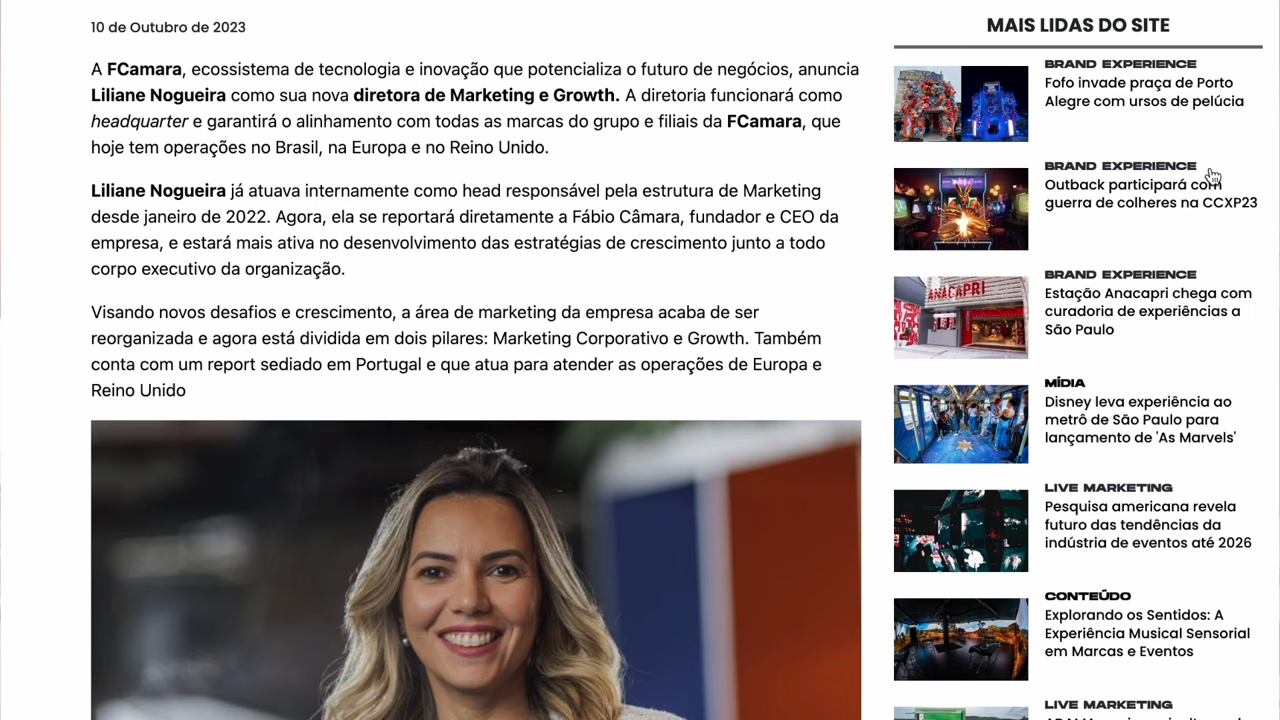 10 de Outubro de 2023
A FCamara, ecossistema de tecnologia e inovação que potencializa o futuro de negócios, anuncia
Liliane Nogueira como sua nova diretora de Marketing e Growth. A diretoria funcionará como
headquarter e garantirá o alinhamento com todas as marcas do grupo e filiais da FCamara, que
hoje tem operações no Brasil, na Europa e no Reino Unido.
Liliane Nogueira já atuava internamente como head responsável pela estrutura de Marketing
desde janeiro de 2022. Agora, ela se reportará diretamente a Fábio Câmara, fundador e CEO da
empresa, e estará mais ativa no desenvolvimento das estratégias de crescimento junto a todo
corpo executivo da organização.
Visando novos desafios e crescimento, a área de marketing da empresa acaba de ser
reorganizada e agora está dividida em dois pilares: Marketing Corporativo e Growth. Também
conta com um report sediado em Portugal e que atua para atender as operações de Europa e
Reino Unido
MAIS LIDAS DO SITE
BRAND EXPERIENCE
Fofo invade praça de Porto
Alegre com ursos de pelúcia
BRAND EXPERIENCE
Outback participará com
guerra de colheres na CCXP23
BRAND EXPERIENCE
Estação Anacapri chega com
curadoria de experiências a
São Paulo
ANACAPRI
MÍDIA
Disney leva experiência ao
metrô de São Paulo para
lançamento de 'As Marvels'
LIVE MARKETING
Pesquisa americana revela
futuro das tendências da
indústria de eventos até 2026
CONTEÚDO
Explorando os Sentidos: A
Experiência Musical Sensorial
em Marcas e Eventos
LIVE MARKETING